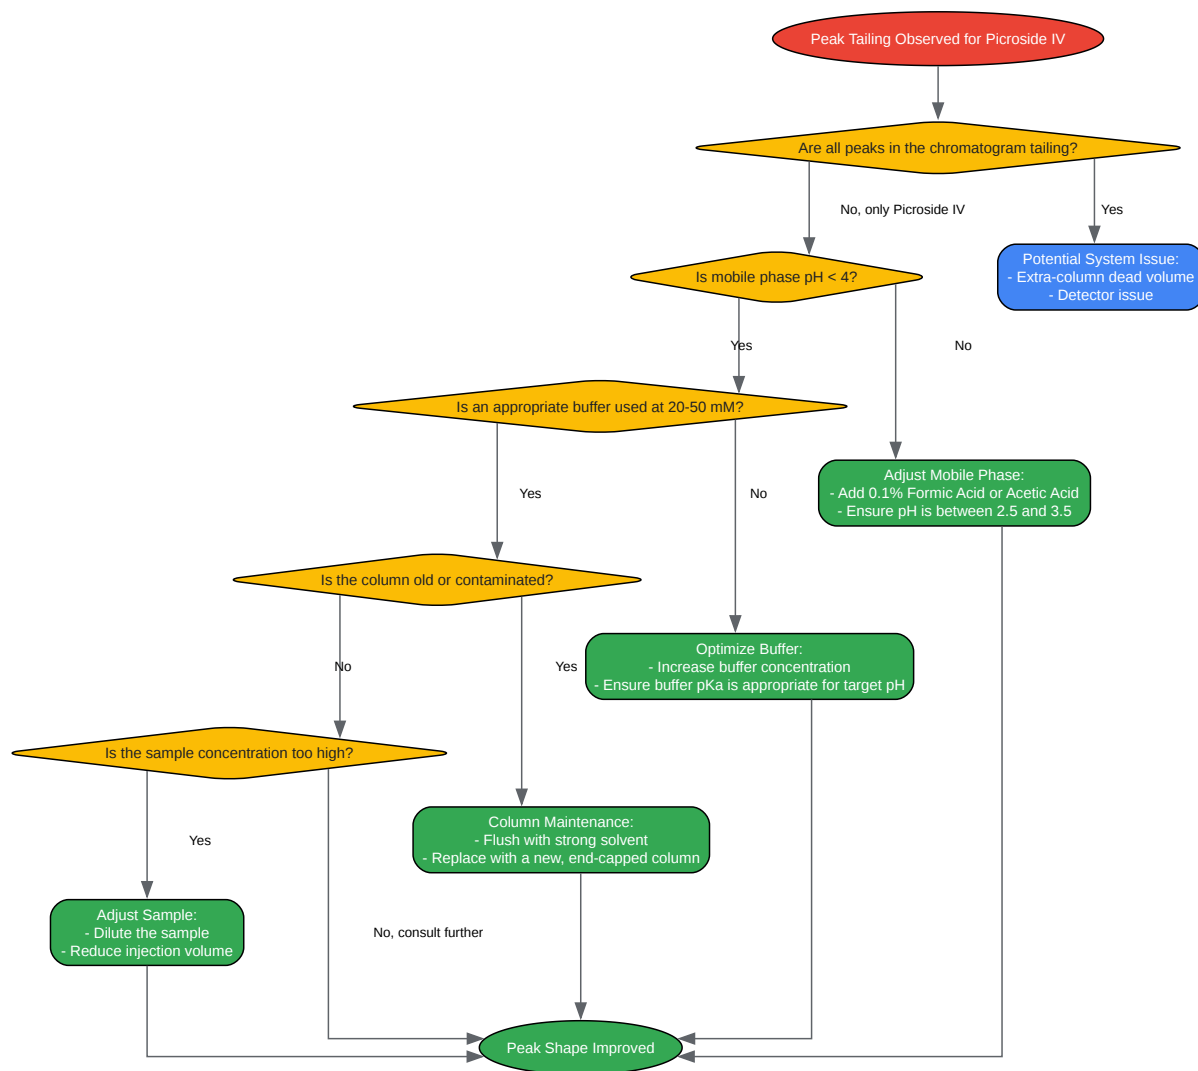 Peak Tailing Observed for Picroside IV
Are all peaks in the chromatogram tailing?
No, only Picroside IV
Yes
Potential System Issue:
- Extra-column dead volume
- Detector issue
Is mobile phase pH < 4?
Yes
No
Is an appropriate buffer used at 20-50 mM?
Yes
No
Adjust Mobile Phase:
- Add 0.1% Formic Acid or Acetic Acid
- Ensure pH is between 2.5 and 3.5
Is the column old or contaminated?
No
Yes
Optimize Buffer:
- Increase buffer concentration
- Ensure buffer pKa is appropriate for target pH
Is the sample concentration too high?
Yes
Column Maintenance:
- Flush with strong solvent
- Replace with a new, end-capped column
Adjust Sample:
- Dilute the sample
- Reduce injection volume
No, consult further
Peak Shape Improved